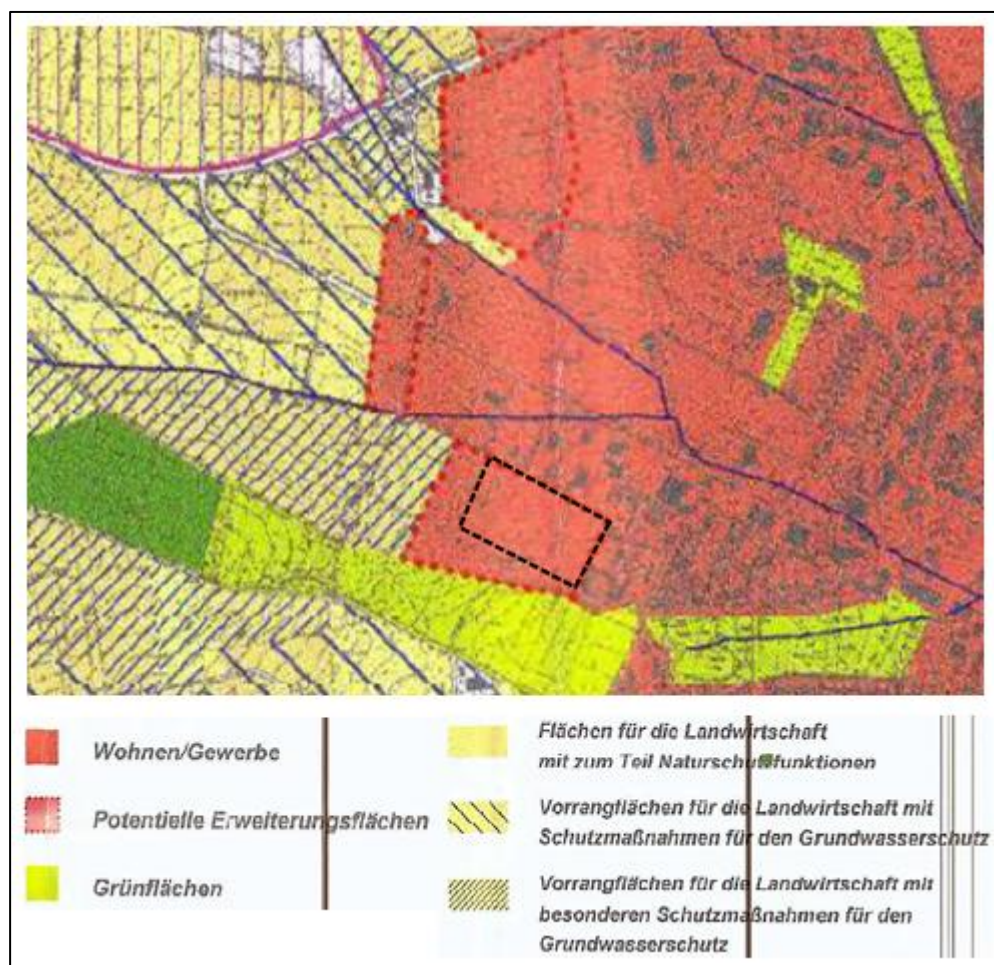 Wohnen/Gewerbe
Potentielle Erweiterungsflächen
Grünflächen
Flächen für die Landwirtschaft
mit zum Teil Naturschutzfunktionen
Vorrangflächen für die Landwirtschaft mit
Schutzmaßnahmen für den Grundwasserschutz
Vorrangflächen für die Landwirtschaft mit
besonderen Schutzmaßnahmen für den
Grundwasserschutz